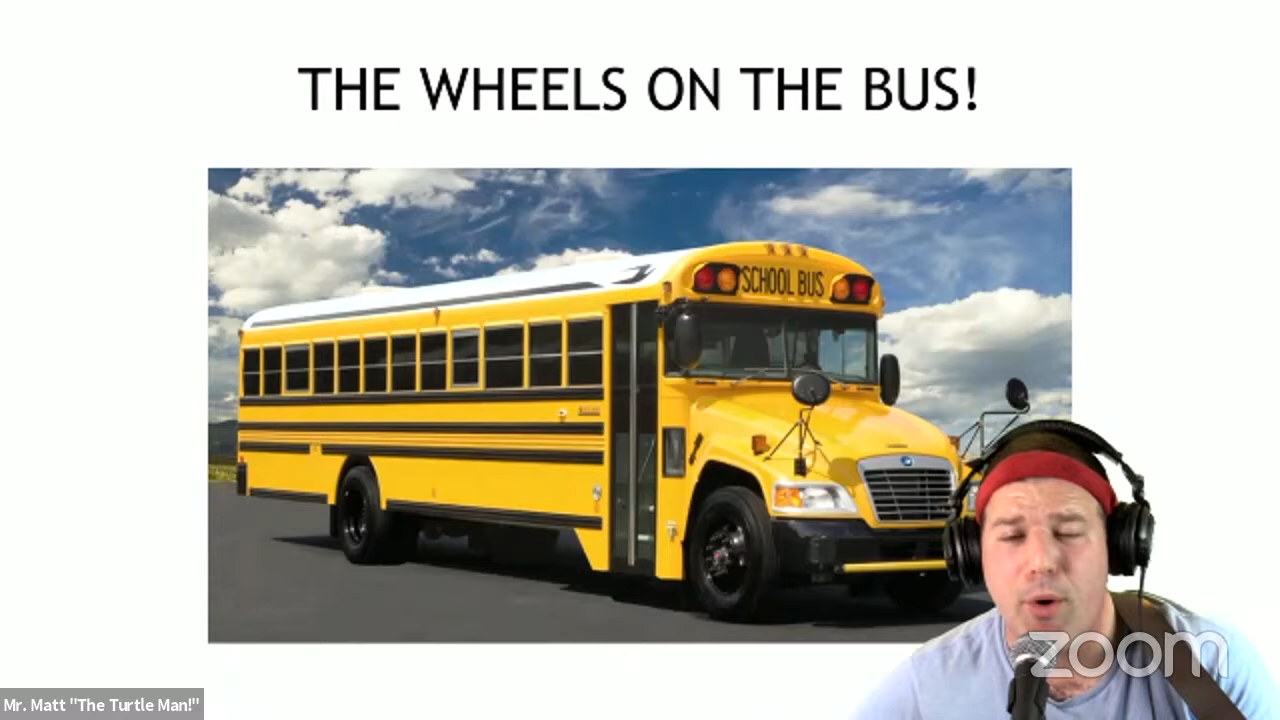 THE WHEELS ON THE BUS!
SCHOOL BUS
zoom
Mr. Matt "The Turtle Man!"